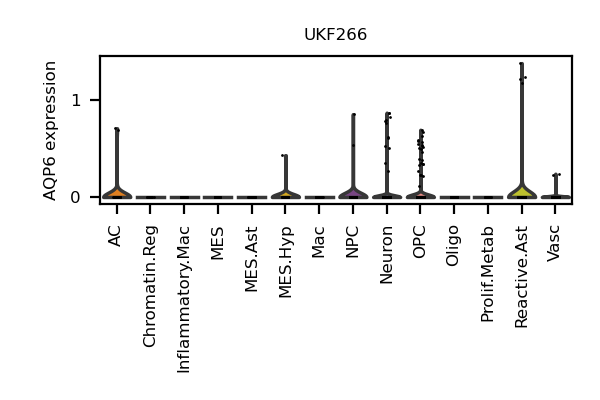 UKF266
AQP6 expression
1
0
AC
Chromatin.Reg
Inflammatory.Mac
MES
MES.Ast
MES.Hyp
Mac
NPC
Neuron
OPC
Oligo
Prolif.Metab
Reactive.Ast
Vasc